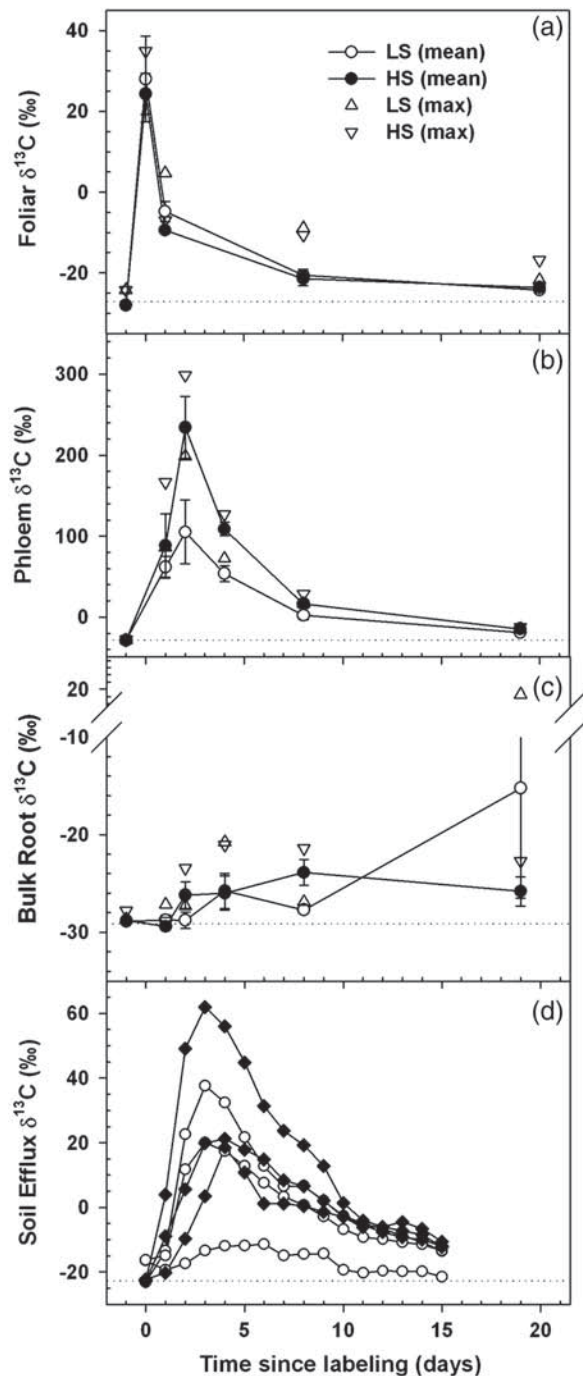 (a)
LS (mean)
HS (mean)
LS (max)
HS (max)
Foliar δ¹³C (‰)
40
20
0
-20
(b)
Phloem δ¹³C (‰)
300
200
100
0
(c)
Bulk Root δ¹³C (‰)
20
-10
-20
-30
(d)
Soil Efflux δ¹³C (‰)
60
40
20
0
-20
0 5 10 15 20
Time since labeling (days)